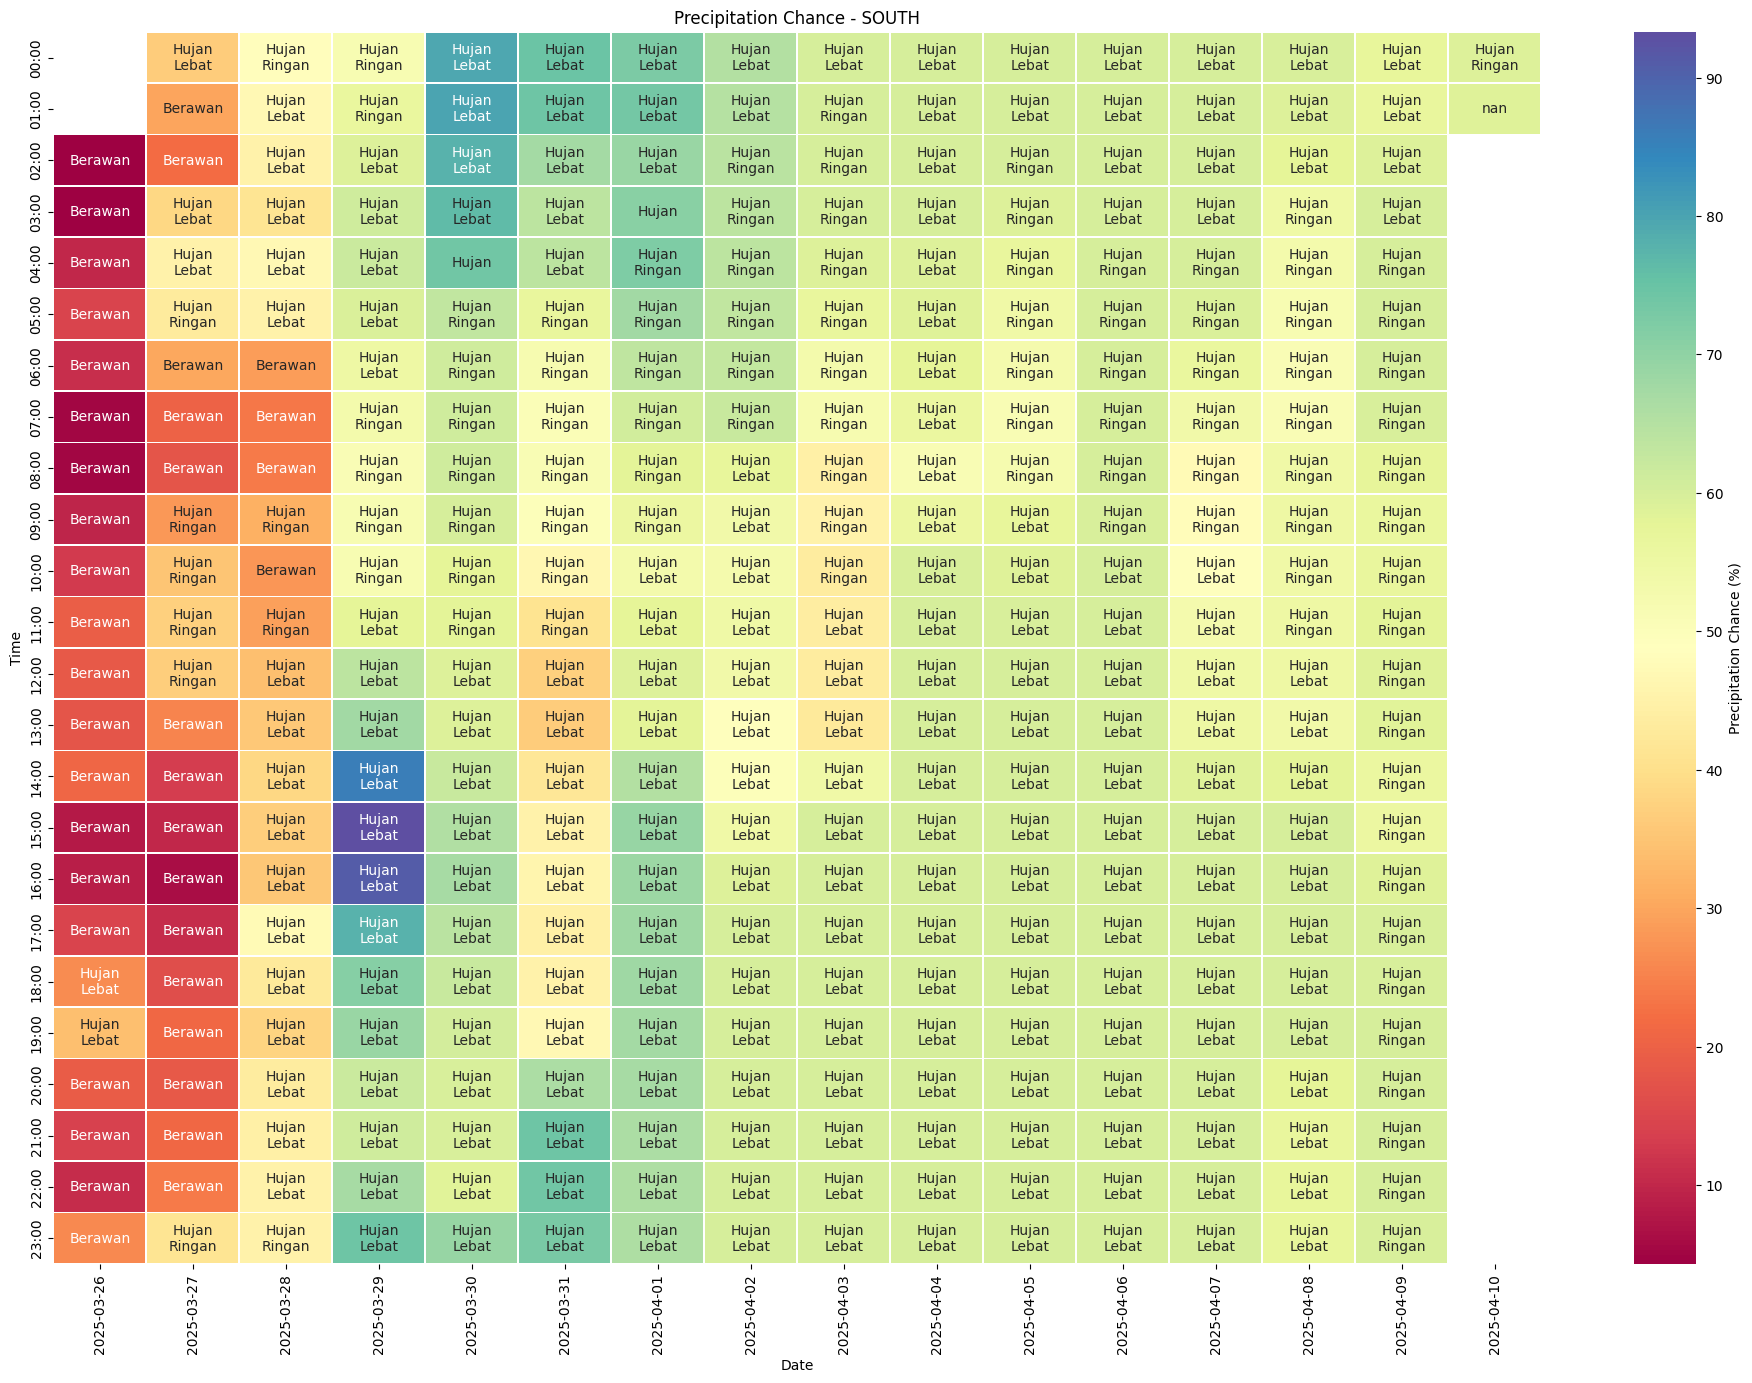 Precipitation Chance - SOUTH
00:00 Hujan Lebat Hujan Ringan Hujan Ringan Hujan Lebat Hujan Lebat Hujan Lebat Hujan Lebat Hujan Lebat Hujan Lebat Hujan Lebat Hujan Lebat Hujan Lebat Hujan Lebat Hujan Lebat Hujan Ringan
01:00 Berawan Hujan Lebat Hujan Ringan Hujan Lebat Hujan Lebat Hujan Lebat Hujan Lebat Hujan Ringan Hujan Lebat Hujan Lebat Hujan Lebat Hujan Lebat Hujan Lebat Hujan Lebat nan
02:00 Berawan Berawan Hujan Lebat Hujan Lebat Hujan Lebat Hujan Lebat Hujan Lebat Hujan Ringan Hujan Ringan Hujan Lebat Hujan Ringan Hujan Lebat Hujan Lebat Hujan Lebat Hujan Lebat
03:00 Berawan Hujan Lebat Hujan Lebat Hujan Lebat Hujan Lebat Hujan Lebat Hujan Hujan Ringan Hujan Ringan Hujan Lebat Hujan Ringan Hujan Lebat Hujan Lebat Hujan Ringan Hujan Lebat
04:00 Berawan Hujan Lebat Hujan Lebat Hujan Lebat Hujan Hujan Lebat Hujan Ringan Hujan Ringan Hujan Ringan Hujan Lebat Hujan Ringan Hujan Ringan Hujan Ringan Hujan Ringan Hujan Ringan
05:00 Berawan Hujan Ringan Hujan Lebat Hujan Lebat Hujan Ringan Hujan Ringan Hujan Ringan Hujan Ringan Hujan Ringan Hujan Lebat Hujan Ringan Hujan Ringan Hujan Ringan Hujan Ringan Hujan Ringan
06:00 Berawan Berawan Berawan Hujan Lebat Hujan Ringan Hujan Ringan Hujan Ringan Hujan Ringan Hujan Ringan Hujan Lebat Hujan Ringan Hujan Ringan Hujan Ringan Hujan Ringan Hujan Ringan
07:00 Berawan Berawan Berawan Hujan Ringan Hujan Ringan Hujan Ringan Hujan Ringan Hujan Ringan Hujan Ringan Hujan Lebat Hujan Ringan Hujan Ringan Hujan Ringan Hujan Ringan Hujan Ringan
08:00 Berawan Berawan Berawan Hujan Ringan Hujan Ringan Hujan Ringan Hujan Ringan Hujan Lebat Hujan Ringan Hujan Lebat Hujan Ringan Hujan Ringan Hujan Ringan Hujan Ringan Hujan Ringan
09:00 Berawan Hujan Ringan Hujan Ringan Hujan Ringan Hujan Ringan Hujan Ringan Hujan Ringan Hujan Lebat Hujan Ringan Hujan Lebat Hujan Lebat Hujan Ringan Hujan Ringan Hujan Ringan Hujan Ringan
10:00 Berawan Hujan Ringan Berawan Hujan Ringan Hujan Ringan Hujan Ringan Hujan Lebat Hujan Lebat Hujan Ringan Hujan Lebat Hujan Lebat Hujan Lebat Hujan Lebat Hujan Ringan Hujan Ringan
11:00 Berawan Hujan Ringan Hujan Ringan Hujan Lebat Hujan Ringan Hujan Ringan Hujan Lebat Hujan Lebat Hujan Lebat Hujan Lebat Hujan Lebat Hujan Lebat Hujan Lebat Hujan Ringan Hujan Ringan
12:00 Berawan Hujan Ringan Hujan Lebat Hujan Lebat Hujan Lebat Hujan Lebat Hujan Lebat Hujan Lebat Hujan Lebat Hujan Lebat Hujan Lebat Hujan Lebat Hujan Lebat Hujan Lebat Hujan Ringan
13:00 Berawan Berawan Hujan Lebat Hujan Lebat Hujan Lebat Hujan Lebat Hujan Lebat Hujan Lebat Hujan Lebat Hujan Lebat Hujan Lebat Hujan Lebat Hujan Lebat Hujan Lebat Hujan Ringan
14:00 Berawan Berawan Hujan Lebat Hujan Lebat Hujan Lebat Hujan Lebat Hujan Lebat Hujan Lebat Hujan Lebat Hujan Lebat Hujan Lebat Hujan Lebat Hujan Lebat Hujan Lebat Hujan Ringan
15:00 Berawan Berawan Hujan Lebat Hujan Lebat Hujan Lebat Hujan Lebat Hujan Lebat Hujan Lebat Hujan Lebat Hujan Lebat Hujan Lebat Hujan Lebat Hujan Lebat Hujan Lebat Hujan Ringan
16:00 Berawan Berawan Hujan Lebat Hujan Lebat Hujan Lebat Hujan Lebat Hujan Lebat Hujan Lebat Hujan Lebat Hujan Lebat Hujan Lebat Hujan Lebat Hujan Lebat Hujan Lebat Hujan Ringan
17:00 Berawan Berawan Hujan Lebat Hujan Lebat Hujan Lebat Hujan Lebat Hujan Lebat Hujan Lebat Hujan Lebat Hujan Lebat Hujan Lebat Hujan Lebat Hujan Lebat Hujan Lebat Hujan Ringan
18:00 Hujan Lebat Berawan Hujan Lebat Hujan Lebat Hujan Lebat Hujan Lebat Hujan Lebat Hujan Lebat Hujan Lebat Hujan Lebat Hujan Lebat Hujan Lebat Hujan Lebat Hujan Lebat Hujan Ringan
19:00 Hujan Lebat Berawan Hujan Lebat Hujan Lebat Hujan Lebat Hujan Lebat Hujan Lebat Hujan Lebat Hujan Lebat Hujan Lebat Hujan Lebat Hujan Lebat Hujan Lebat Hujan Lebat Hujan Ringan
20:00 Berawan Berawan Hujan Lebat Hujan Lebat Hujan Lebat Hujan Lebat Hujan Lebat Hujan Lebat Hujan Lebat Hujan Lebat Hujan Lebat Hujan Lebat Hujan Lebat Hujan Lebat Hujan Ringan
21:00 Berawan Berawan Hujan Lebat Hujan Lebat Hujan Lebat Hujan Lebat Hujan Lebat Hujan Lebat Hujan Lebat Hujan Lebat Hujan Lebat Hujan Lebat Hujan Lebat Hujan Lebat Hujan Ringan
22:00 Berawan Berawan Hujan Lebat Hujan Lebat Hujan Lebat Hujan Lebat Hujan Lebat Hujan Lebat Hujan Lebat Hujan Lebat Hujan Lebat Hujan Lebat Hujan Lebat Hujan Lebat Hujan Ringan
23:00 Berawan Hujan Ringan Hujan Ringan Hujan Lebat Hujan Lebat Hujan Lebat Hujan Lebat Hujan Lebat Hujan Lebat Hujan Lebat Hujan Lebat Hujan Lebat Hujan Lebat Hujan Lebat Hujan Ringan
Time
2025-03-26 2025-03-27 2025-03-28 2025-03-29 2025-03-30 2025-03-31 2025-04-01 2025-04-02 2025-04-03 2025-04-04 2025-04-05 2025-04-06 2025-04-07 2025-04-08 2025-04-09 2025-04-10
Date
90
80
70
60
50
40
30
20
10
Precipitation Chance (%)